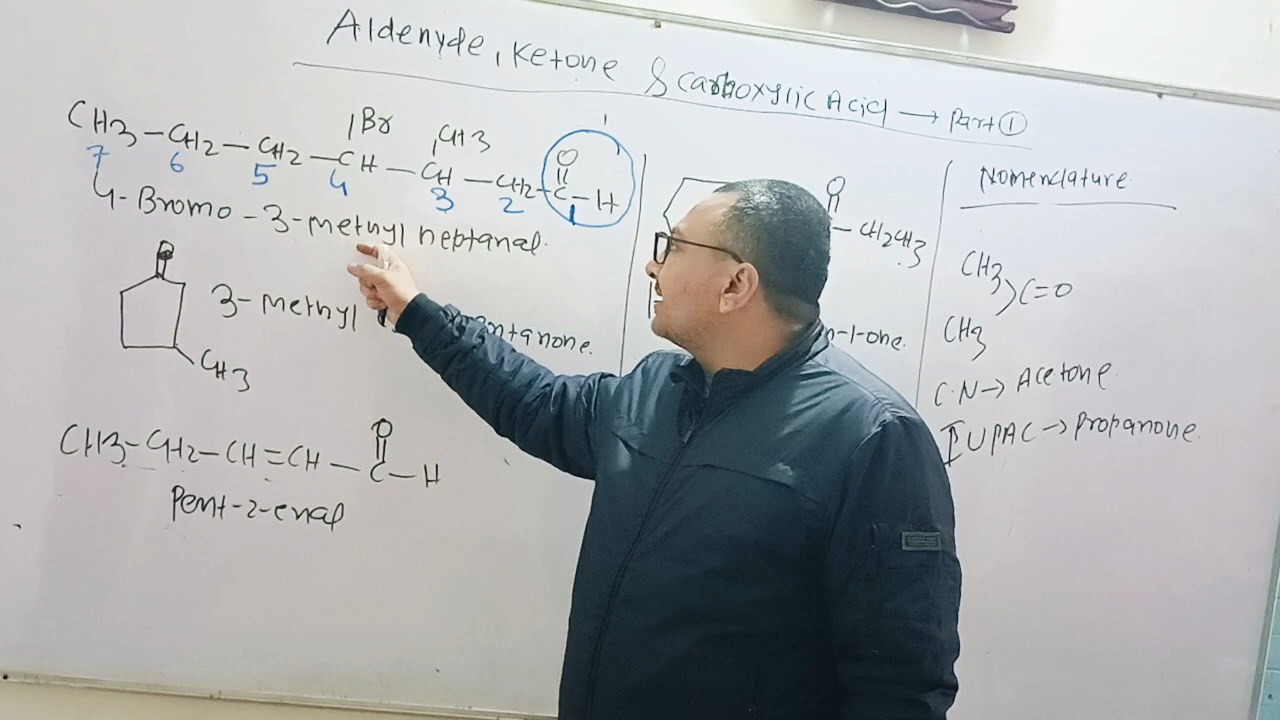 Aldehyde, Ketone & Carboxylic Acid → Part ①
Br CH3 O
CH3-CH2-CH2-CH-CH-CH2-C-H
7 6 5 4 3 2 1
4-Bromo-3-methyl heptanal.
O
3-Methyl
ntanone.
CH3
O
CH3-CH2-CH=CH-C-H
Pent-2-enal
O
CH2CH3
n-1-one.
Nomenclature
CH3
C=O
CH3
C.N→ Acetone.
IUPAC→Propanone.